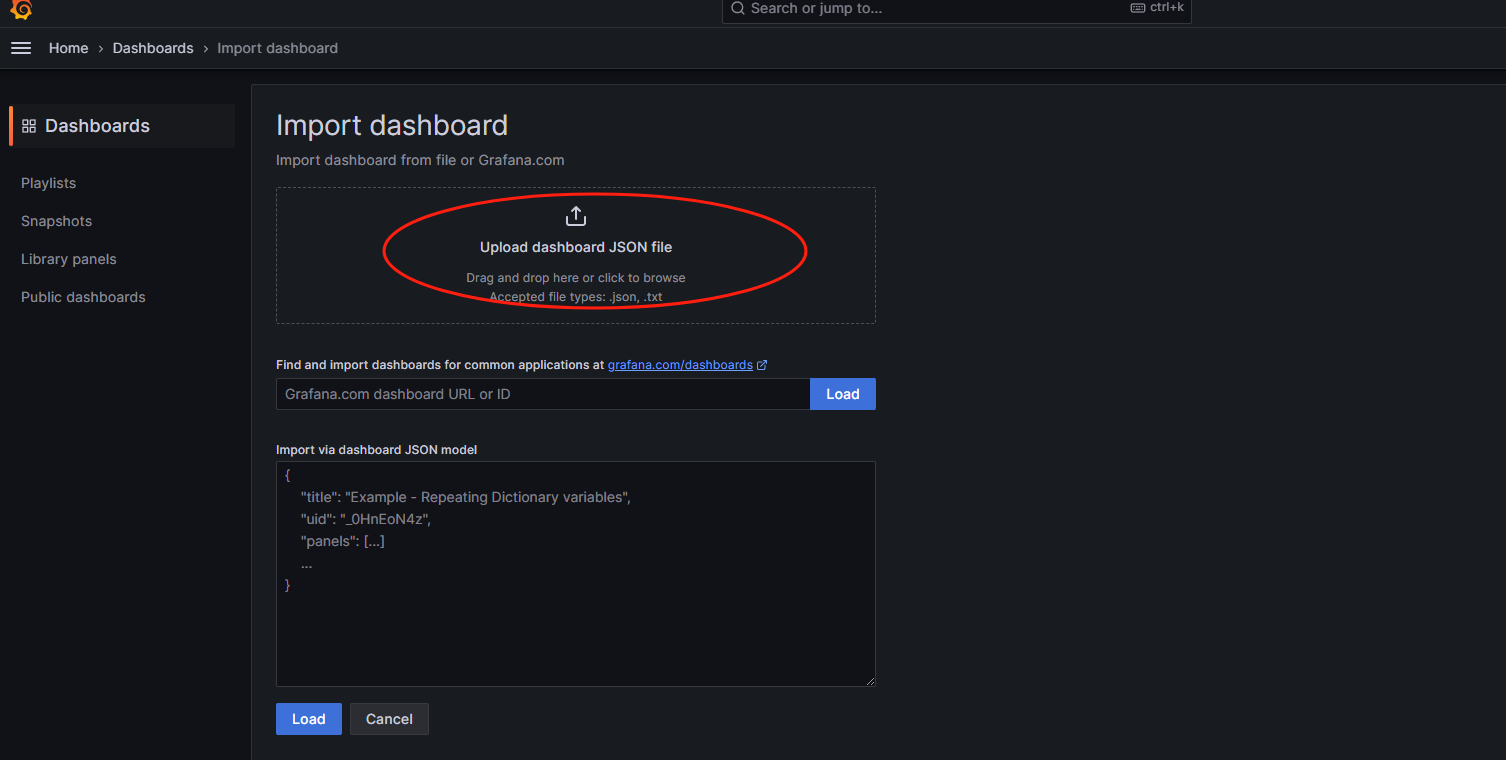 Search or jump to...
ctrl+k
Home › Dashboards › Import dashboard
Dashboards
Playlists
Snapshots
Library panels
Public dashboards
Import dashboard
Import dashboard from file or Grafana.com
Upload dashboard JSON file
Drag and drop here or click to browse
Accepted file types: .json, .txt
Find and import dashboards for common applications at grafana.com/dashboards
Grafana.com dashboard URL or ID
Load
Import via dashboard JSON model
{
"title": "Example - Repeating Dictionary variables",
"uid": "_0HnEoN4z",
"panels": [...]
...
}
Load
Cancel